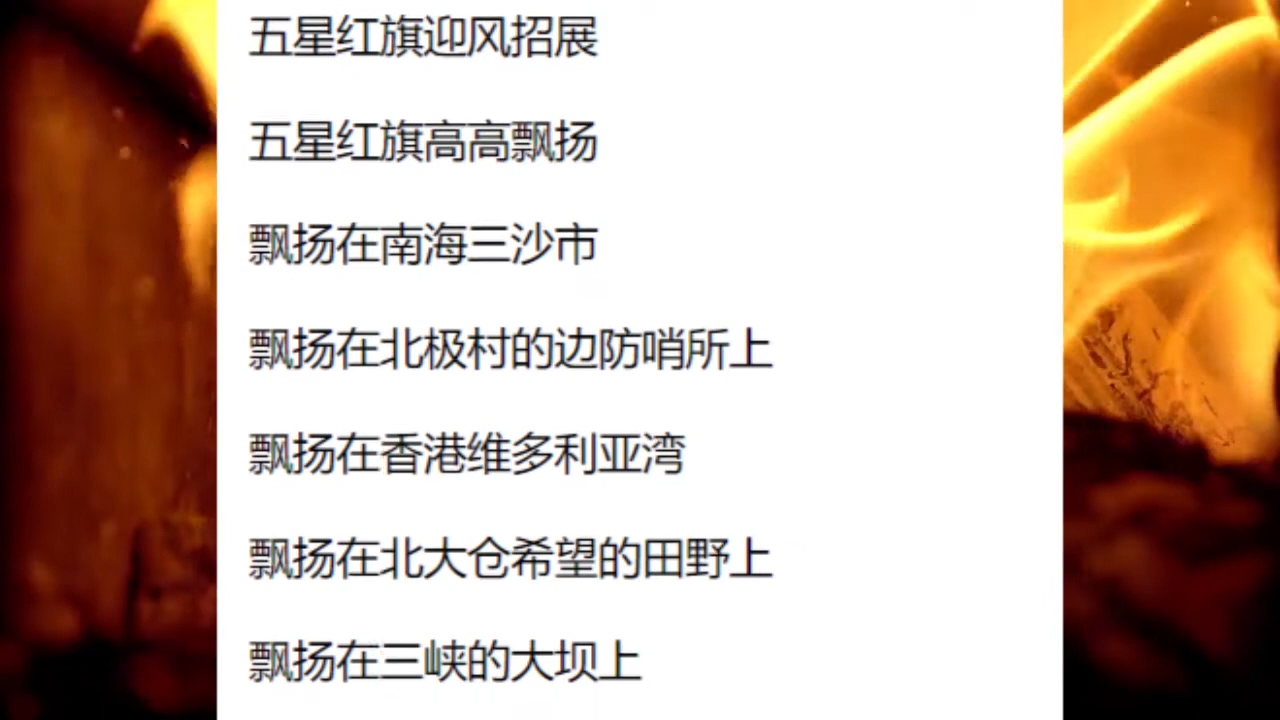 五星红旗迎风招展
五星红旗高高飘扬
飘扬在南海三沙市
飘扬在北极村的边防哨所上
飘扬在香港维多利亚湾
飘扬在北大仓希望的田野上
飘扬在三峡的大坝上